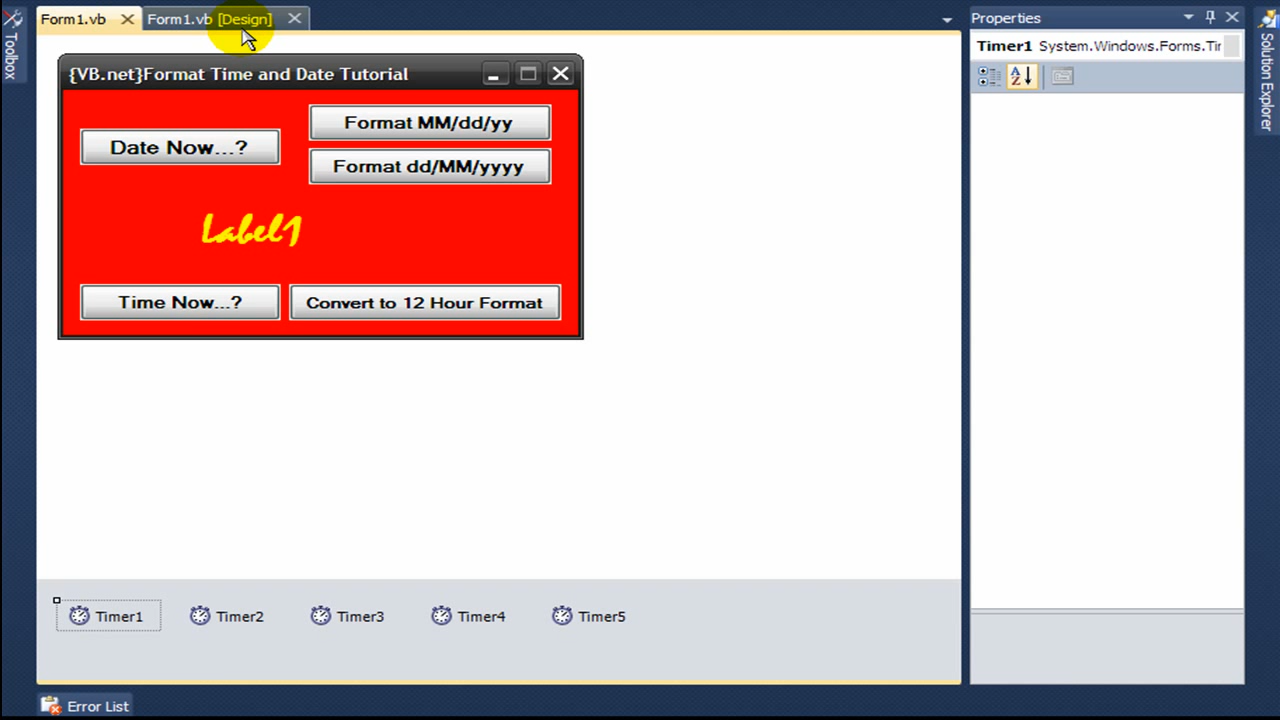 Form1.vb
Form1.vb [Design]
Properties
Toolbox
Timer1 System.Windows.Forms.Tir
Solution Explorer
{VB.net}Format Time and Date Tutorial
Format MM/dd/yy
Date Now...?
Format dd/MM/yyyy
Label1
Time Now...?
Convert to 12 Hour Format
Timer1
Timer2
Timer3
Timer4
Timer5
Error List